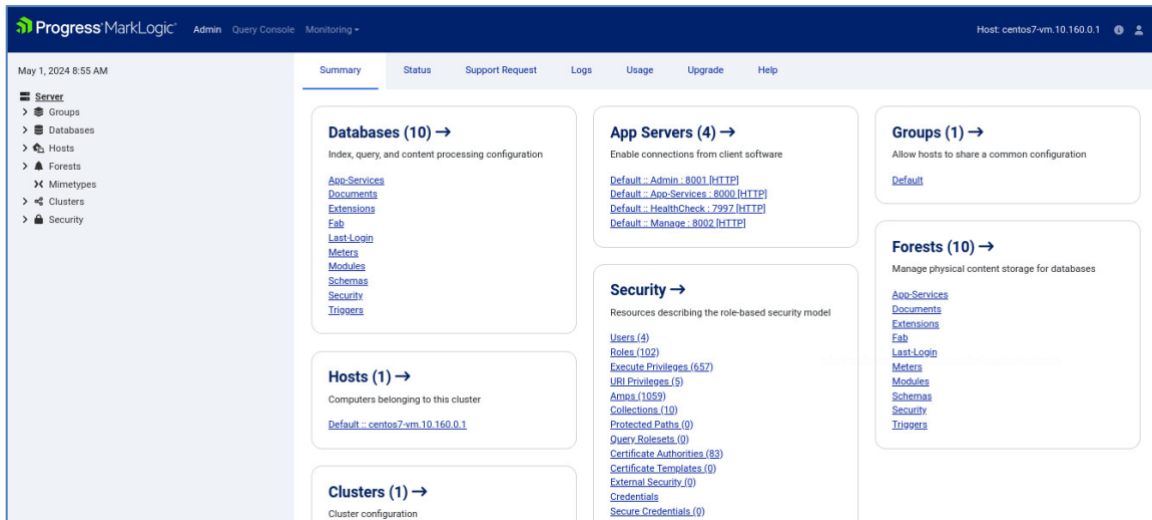 Progress® MarkLogic® Admin Query Console Monitoring Host: centos7-vm.10.160.0.1
May 1, 2024 8:55 AM
Server
Groups
Databases
Hosts
Forests
Mimetypes
Clusters
Security
Summary Status Support Request Logs Usage Upgrade Help
Databases (10) →
Index, query, and content processing configuration
App-Services
Documents
Extensions
Fab
Last-Login
Meters
Modules
Schemas
Security
Triggers
Hosts (1) →
Computers belonging to this cluster
Default :: centos7-vm.10.160.0.1
Clusters (1) →
Cluster configuration
App Servers (4) →
Enable connections from client software
Default :: Admin : 8001 [HTTP]
Default :: App-Services : 8000 [HTTP]
Default :: HealthCheck : 7997 [HTTP]
Default :: Manage : 8002 [HTTP]
Security →
Resources describing the role-based security model
Users (4)
Roles (102)
Execute Privileges (657)
URI Privileges (5)
Amps (1059)
Collections (10)
Protected Paths (0)
Query Rolesets (0)
Certificate Authorities (83)
Certificate Templates (0)
External Security (0)
Credentials
Secure Credentials (0)
Groups (1) →
Allow hosts to share a common configuration
Default
Forests (10) →
Manage physical content storage for databases
App-Services
Documents
Extensions
Fab
Last-Login
Meters
Modules
Schemas
Security
Triggers